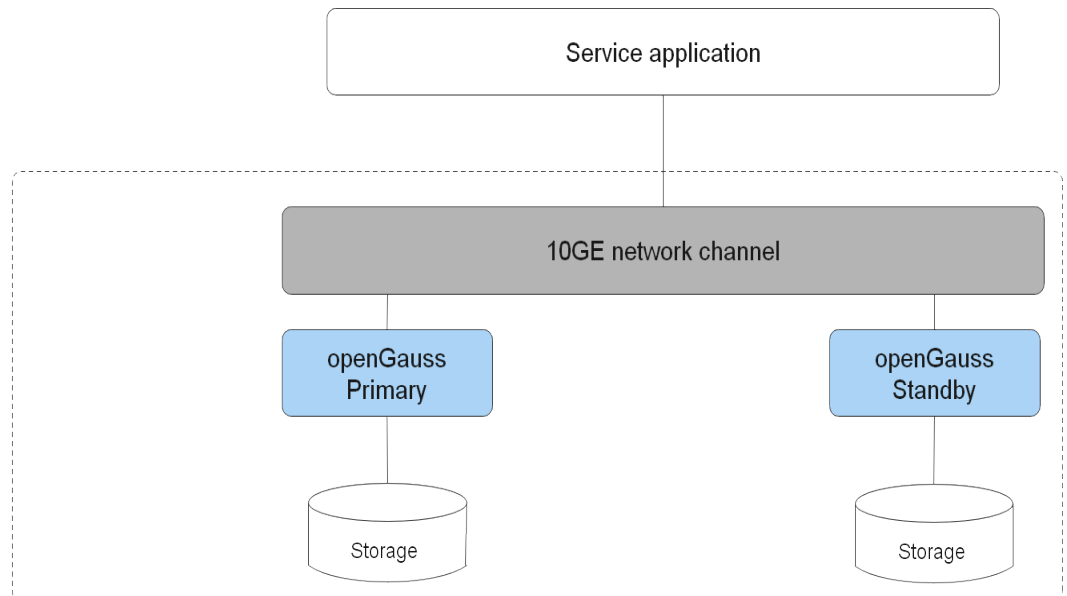 Service application
10GE network channel
openGauss
Primary
openGauss
Standby
Storage
Storage